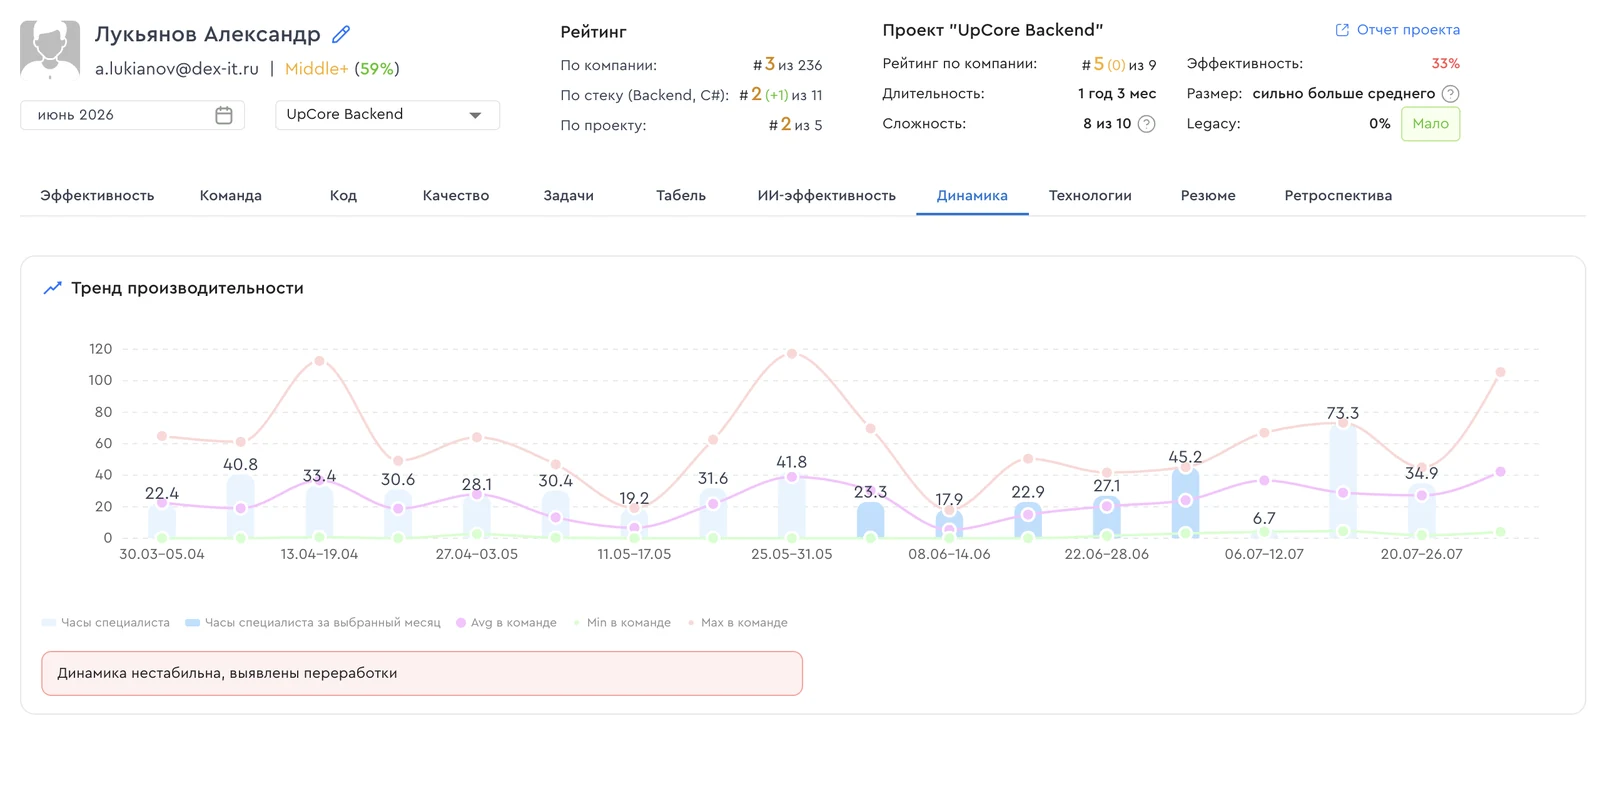 Лукьянов Александр
a.lukianov@dex-it.ru | Middle+ (59%)
июнь 2026
UpCore Backend
Рейтинг
По компании: #3 из 236
По стеку (Backend, C#): #2 (+1) из 11
По проекту: #2 из 5
Проект "UpCore Backend"
Отчет проекта
Рейтинг по компании: #5 (0) из 9
Эффективность: 33%
Длительность: 1 год 3 мес
Размер: сильно больше среднего ?
Сложность: 8 из 10 ?
Legacy: 0% Мало
Эффективность Команда Код Качество Задачи Табель ИИ-эффективность Динамика Технологии Резюме Ретроспектива
Тренд производительности
120
100
80
60
40
20
0
22.4 40.8 33.4 30.6 28.1 30.4 19.2 31.6 41.8 23.3 17.9 22.9 27.1 45.2 6.7 73.3 34.9
30.03–05.04 13.04–19.04 27.04–03.05 11.05–17.05 25.05–31.05 08.06–14.06 22.06–28.06 06.07–12.07 20.07–26.07
Часы специалиста Часы специалиста за выбранный месяц Avg в команде Min в команде Max в команде
Динамика нестабильна, выявлены переработки